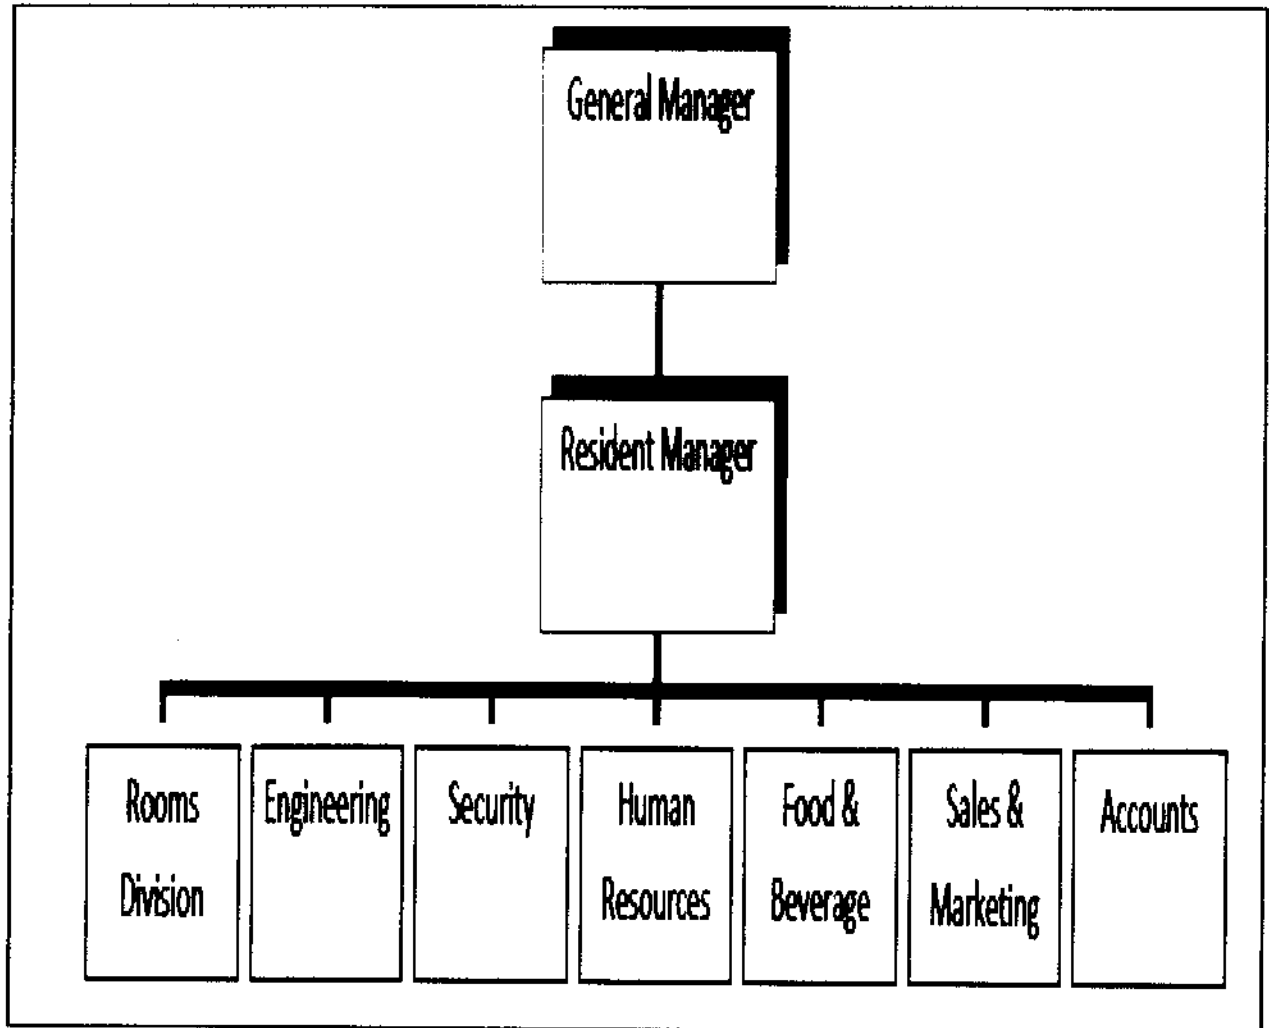 General Manager
Resident Manager
Rooms
Division
Engineering
Security
Human
Resources
Food &
Beverage
Sales &
Marketing
Accounts